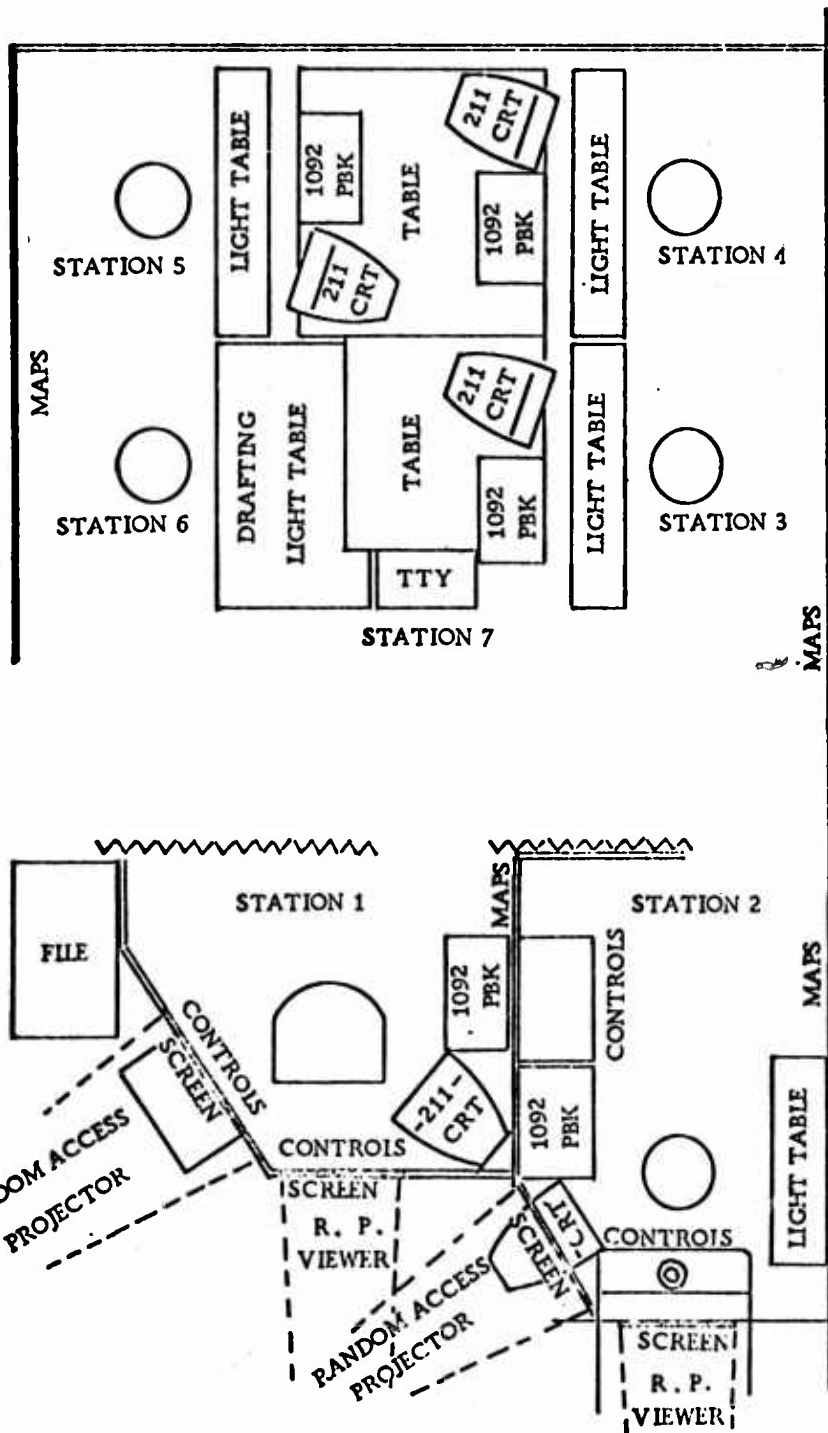 LIGHT TABLE
1092
PBK
TABLE
211
CRT
1092
PBK
211
CRT
LIGHT TABLE
STATION 5
STATION 4
MAPS
DRAFTING
LIGHT TABLE
TABLE
211
CRT
1092
PBK
LIGHT TABLE
STATION 6
STATION 3
TTY
STATION 7
MAPS
FILE
STATION 1
MAPS
STATION 2
1092
PBK
CONTROLS
MAPS
CONTROLS
SCREEN
-211-
CRT
1092
PBK
LIGHT TABLE
CONTROLS
SCREEN
R. P.
VIEWER
ACCESS
PROJECTOR
CRT
SCREEN
CONTROLS
RANDOM ACCESS
PROJECTOR
SCREEN
R. P.
VIEWER